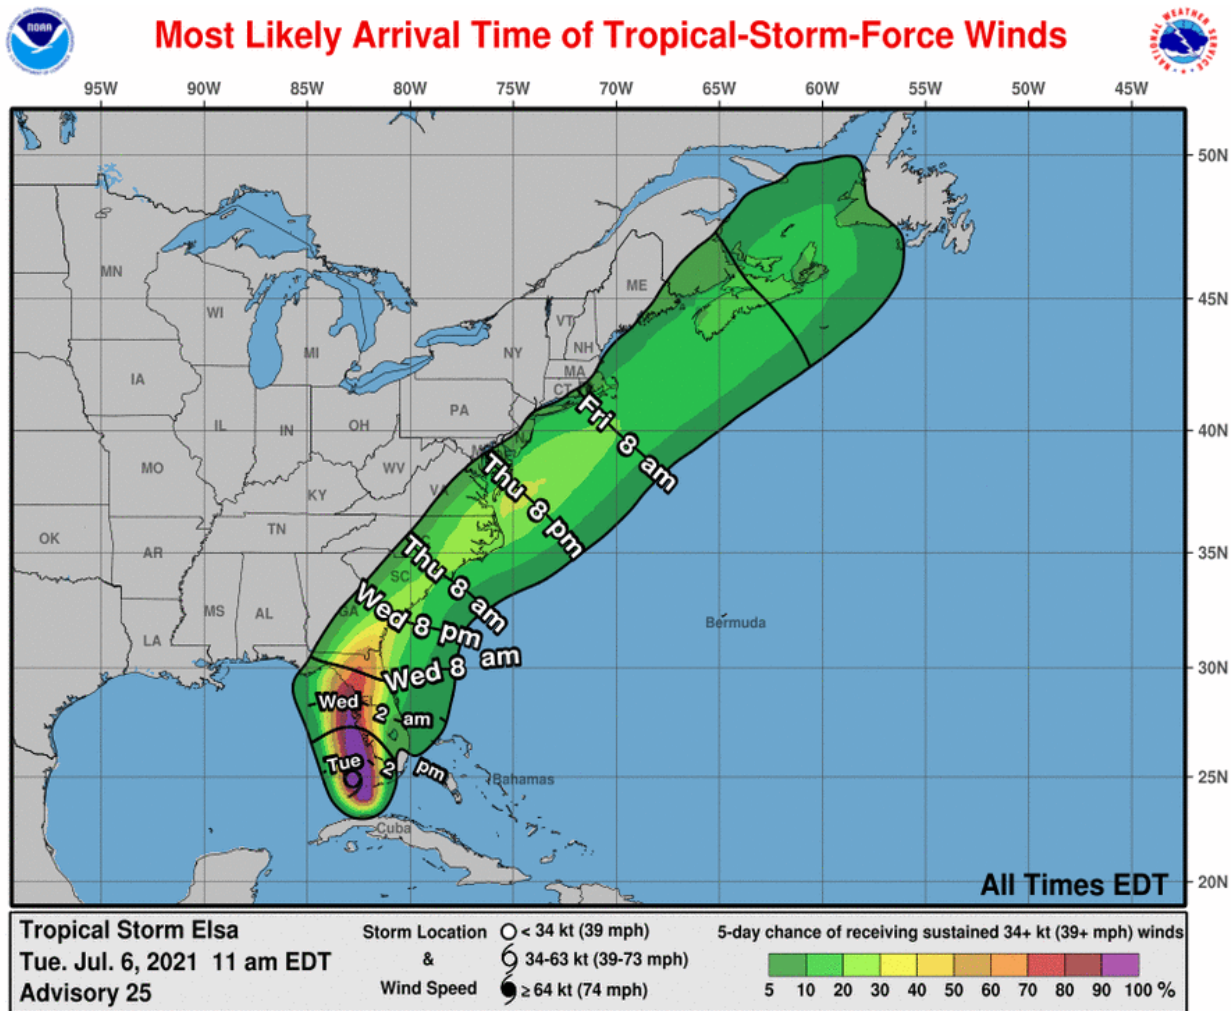 NOAA
Most Likely Arrival Time of Tropical-Storm-Force Winds
NATIONAL WEATHER SERVICE
95W 90W 85W 80W 75W 70W 65W 60W 55W 50W 45W
50N
45N
40N
35N
30N
25N
20N
MN
WI
MI
IA
IL
IN
OH
PA
NY
VT
NH
ME
MA
CT
MO
KY
WV
VA
OK
AR
TN
SC
MS
AL
GA
LA
Bermuda
Bahamas
Cuba
Fri 8 am
Thu 8 pm
Thu 8 am
Wed 8 pm
Wed 8 am
Wed 2 am
Tue 2 pm
All Times EDT
Tropical Storm Elsa
Tue. Jul. 6, 2021 11 am EDT
Advisory 25
Storm Location
&
Wind Speed
< 34 kt (39 mph)
34-63 kt (39-73 mph)
≥ 64 kt (74 mph)
5-day chance of receiving sustained 34+ kt (39+ mph) winds
5 10 20 30 40 50 60 70 80 90 100 %